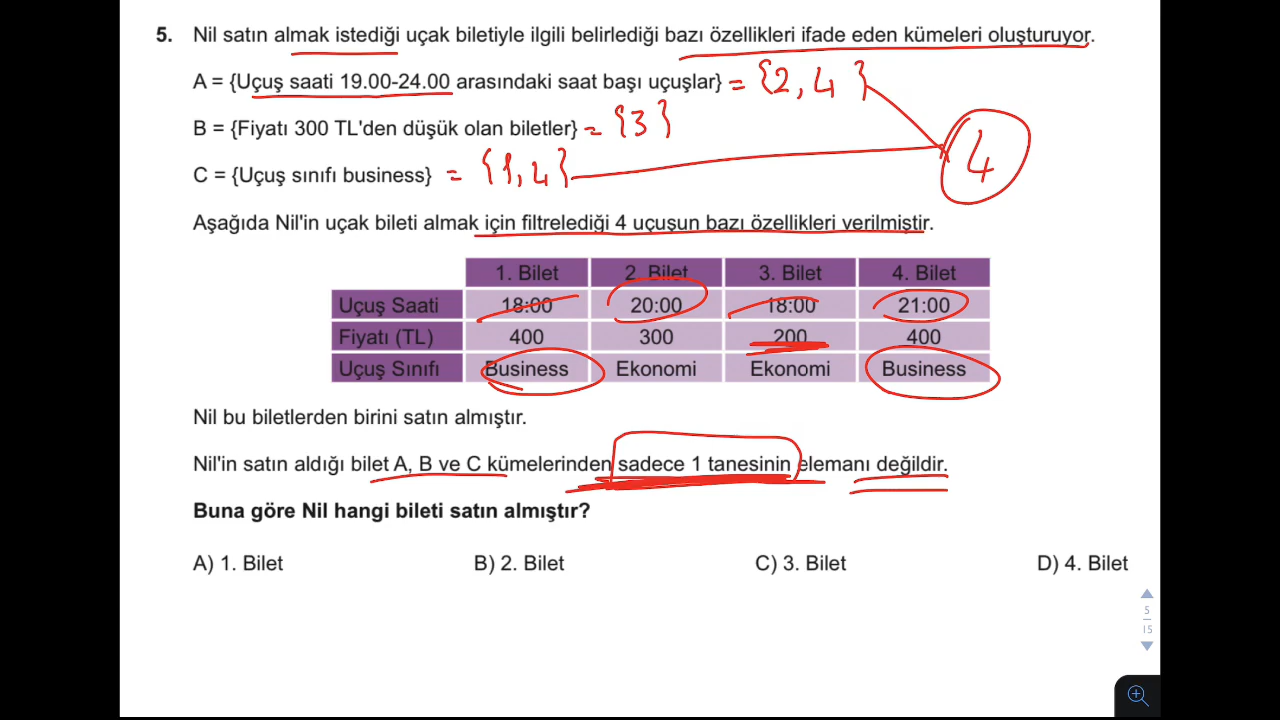 5. Nil satın almak istediği uçak biletiyle ilgili belirlediği bazı özellikleri ifade eden kümeleri oluşturuyor.
A = {Uçuş saati 19.00-24.00 arasındaki saat başı uçuşlar} = {2, 4}
B = {Fiyatı 300 TL'den düşük olan biletler} = {3}
C = {Uçuş sınıfı business} = {1, 4}
4
Aşağıda Nil'in uçak bileti almak için filtrelediği 4 uçuşun bazı özellikleri verilmiştir.
1. Bilet 2. Bilet 3. Bilet 4. Bilet
Uçuş Saati 18:00 20:00 18:00 21:00
Fiyatı (TL) 400 300 200 400
Uçuş Sınıfı Business Ekonomi Ekonomi Business
Nil bu biletlerden birini satın almıştır.
Nil'in satın aldığı bilet A, B ve C kümelerinden sadece 1 tanesinin elemanı değildir.
Buna göre Nil hangi bileti satın almıştır?
A) 1. Bilet B) 2. Bilet C) 3. Bilet D) 4. Bilet
5
15